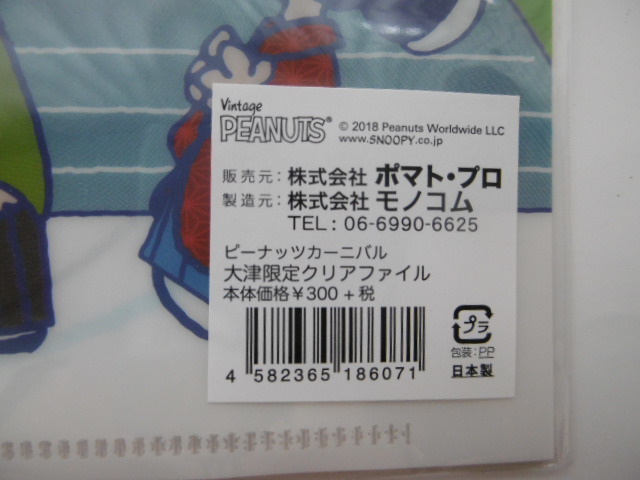 Vintage
PEANUTS® © 2018 Peanuts Worldwide LLC
www.SNOOPY.co.jp
販売元：株式会社 ポマト・プロ
製造元：株式会社 モノコム
TEL：06-6990-6625
ピーナッツカーニバル
大津限定クリアファイル
本体価格¥300＋税
4 582365 186071
プラ
包装：PP
日本製